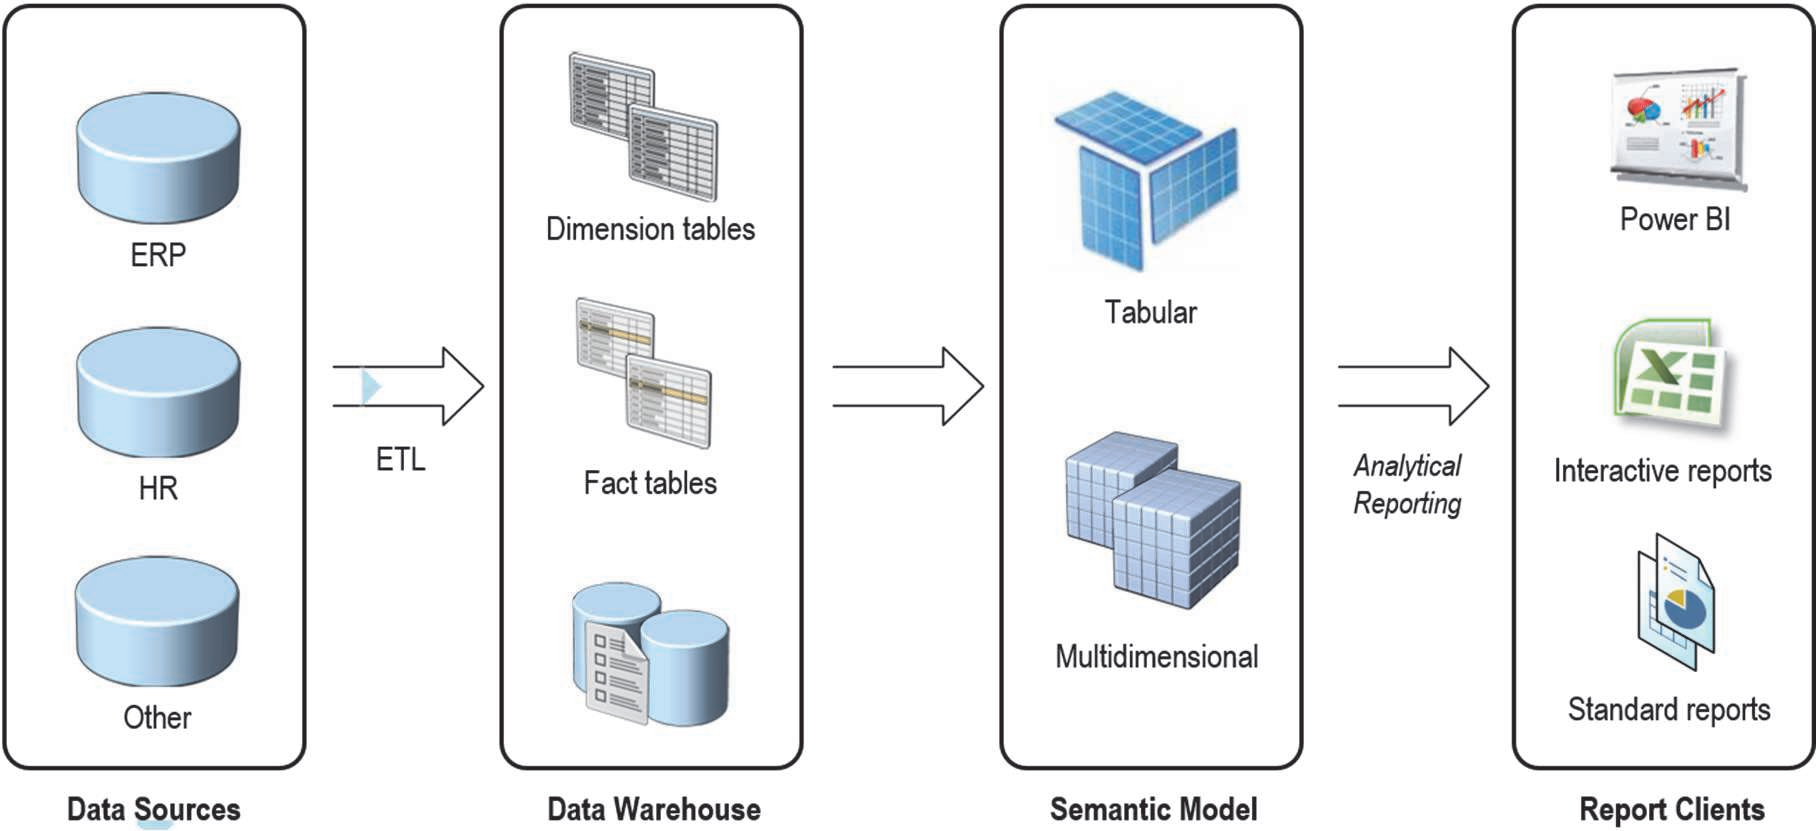 ERP
HR
Other
Data Sources
ETL
Dimension tables
Fact tables
Data Warehouse
Tabular
Multidimensional
Semantic Model
Analytical
Reporting
Power BI
Interactive reports
Standard reports
Report Clients